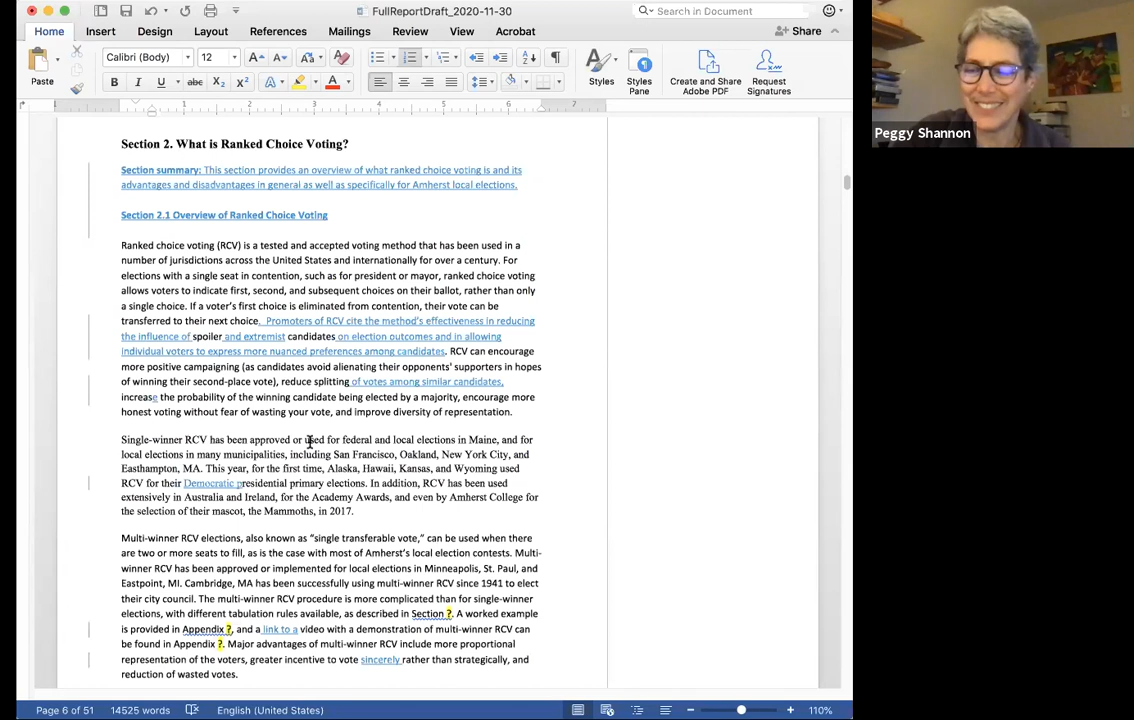 FullReportDraft_2020-11-30
Search in Document
Home Insert Design Layout References Mailings Review View Acrobat Share
Calibri (Body) 12
Paste Styles Styles Pane Create and Share Adobe PDF Request Signatures
1 1 2 3 4 5 6 7
Section 2. What is Ranked Choice Voting?
Section summary: This section provides an overview of what ranked choice voting is and its
advantages and disadvantages in general as well as specifically for Amherst local elections.
Section 2.1 Overview of Ranked Choice Voting
Ranked choice voting (RCV) is a tested and accepted voting method that has been used in a
number of jurisdictions across the United States and internationally for over a century. For
elections with a single seat in contention, such as for president or mayor, ranked choice voting
allows voters to indicate first, second, and subsequent choices on their ballot, rather than only
a single choice. If a voter's first choice is eliminated from contention, their vote can be
transferred to their next choice. Promoters of RCV cite the method's effectiveness in reducing
the influence of spoiler and extremist candidates on election outcomes and in allowing
individual voters to express more nuanced preferences among candidates. RCV can encourage
more positive campaigning (as candidates avoid alienating their opponents' supporters in hopes
of winning their second-place vote), reduce splitting of votes among similar candidates,
increase the probability of the winning candidate being elected by a majority, encourage more
honest voting without fear of wasting your vote, and improve diversity of representation.
Single-winner RCV has been approved or used for federal and local elections in Maine, and for
local elections in many municipalities, including San Francisco, Oakland, New York City, and
Easthampton, MA. This year, for the first time, Alaska, Hawaii, Kansas, and Wyoming used
RCV for their Democratic presidential primary elections. In addition, RCV has been used
extensively in Australia and Ireland, for the Academy Awards, and even by Amherst College for
the selection of their mascot, the Mammoths, in 2017.
Multi-winner RCV elections, also known as "single transferable vote," can be used when there
are two or more seats to fill, as is the case with most of Amherst's local election contests. Multi-
winner RCV has been approved or implemented for local elections in Minneapolis, St. Paul, and
Eastpoint, MI. Cambridge, MA has been successfully using multi-winner RCV since 1941 to elect
their city council. The multi-winner RCV procedure is more complicated than for single-winner
elections, with different tabulation rules available, as described in Section ?. A worked example
is provided in Appendix ?, and a link to a video with a demonstration of multi-winner RCV can
be found in Appendix ?. Major advantages of multi-winner RCV include more proportional
representation of the voters, greater incentive to vote sincerely rather than strategically, and
reduction of wasted votes.
Page 6 of 51 14525 words English (United States) 110%
Peggy Shannon